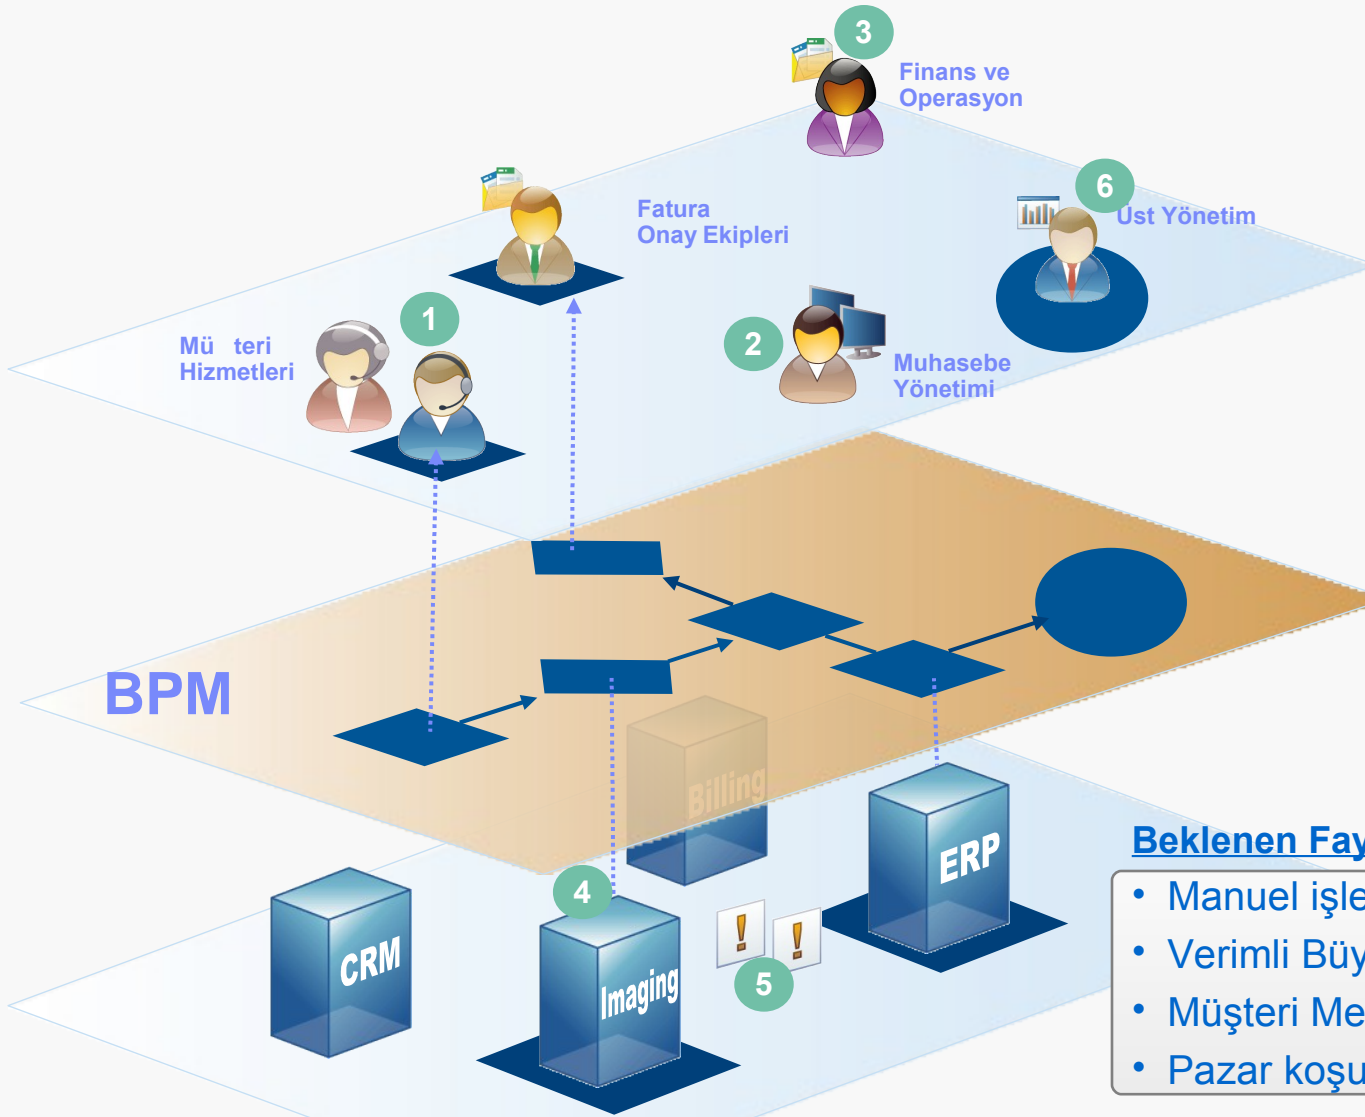 3
Finans ve
Operasyon
6
Üst Yönetim
Fatura
Onay Ekipleri
1
Mü teri
Hizmetleri
2
Muhasebe
Yönetimi
BPM
Billing
ERP
4
CRM
Imaging
5
Beklenen Fay
• Manuel işle
• Verimli Büy
• Müşteri Me
• Pazar koşu